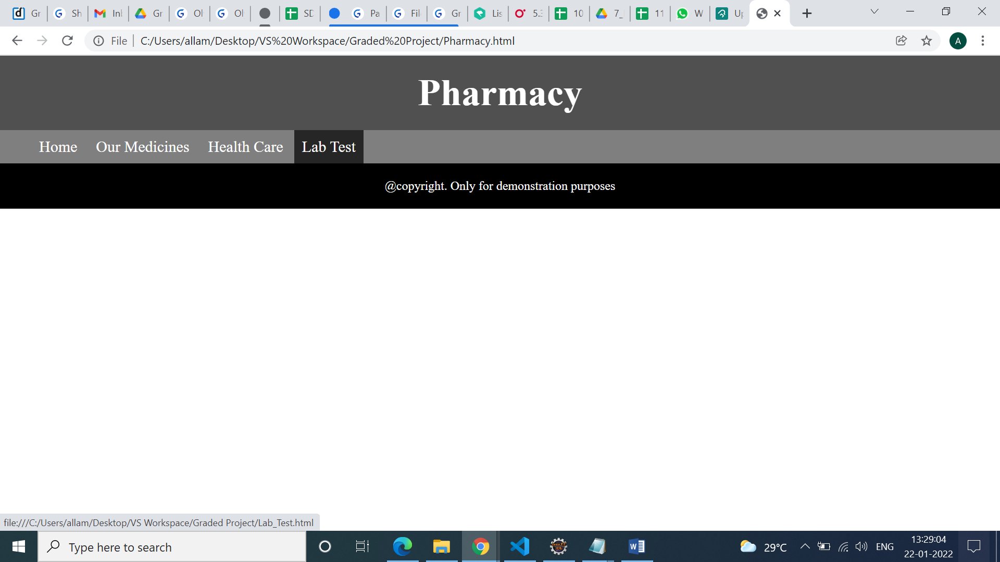 Gr Sh Inl Gr Ol Ol SD Pa Fil Gr Lis 5.3 10 7_ 11 W Up
File C:/Users/allam/Desktop/VS%20Workspace/Graded%20Project/Pharmacy.html A
Pharmacy
Home Our Medicines Health Care Lab Test
@copyright. Only for demonstration purposes
file:///C:/Users/allam/Desktop/VS Workspace/Graded Project/Lab_Test.html
Type here to search 29°C ENG 13:29:04
22-01-2022